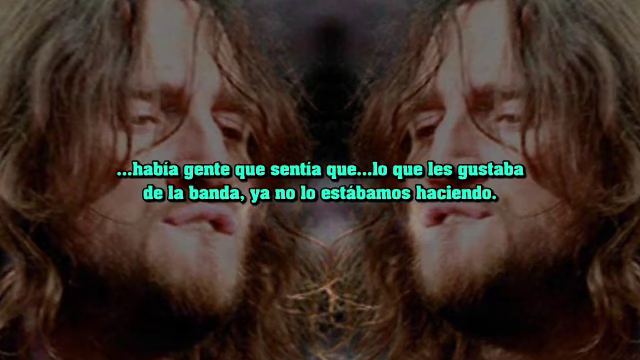 ...había gente que sentía que...lo que les gustaba
de la banda, ya no lo estábamos haciendo.